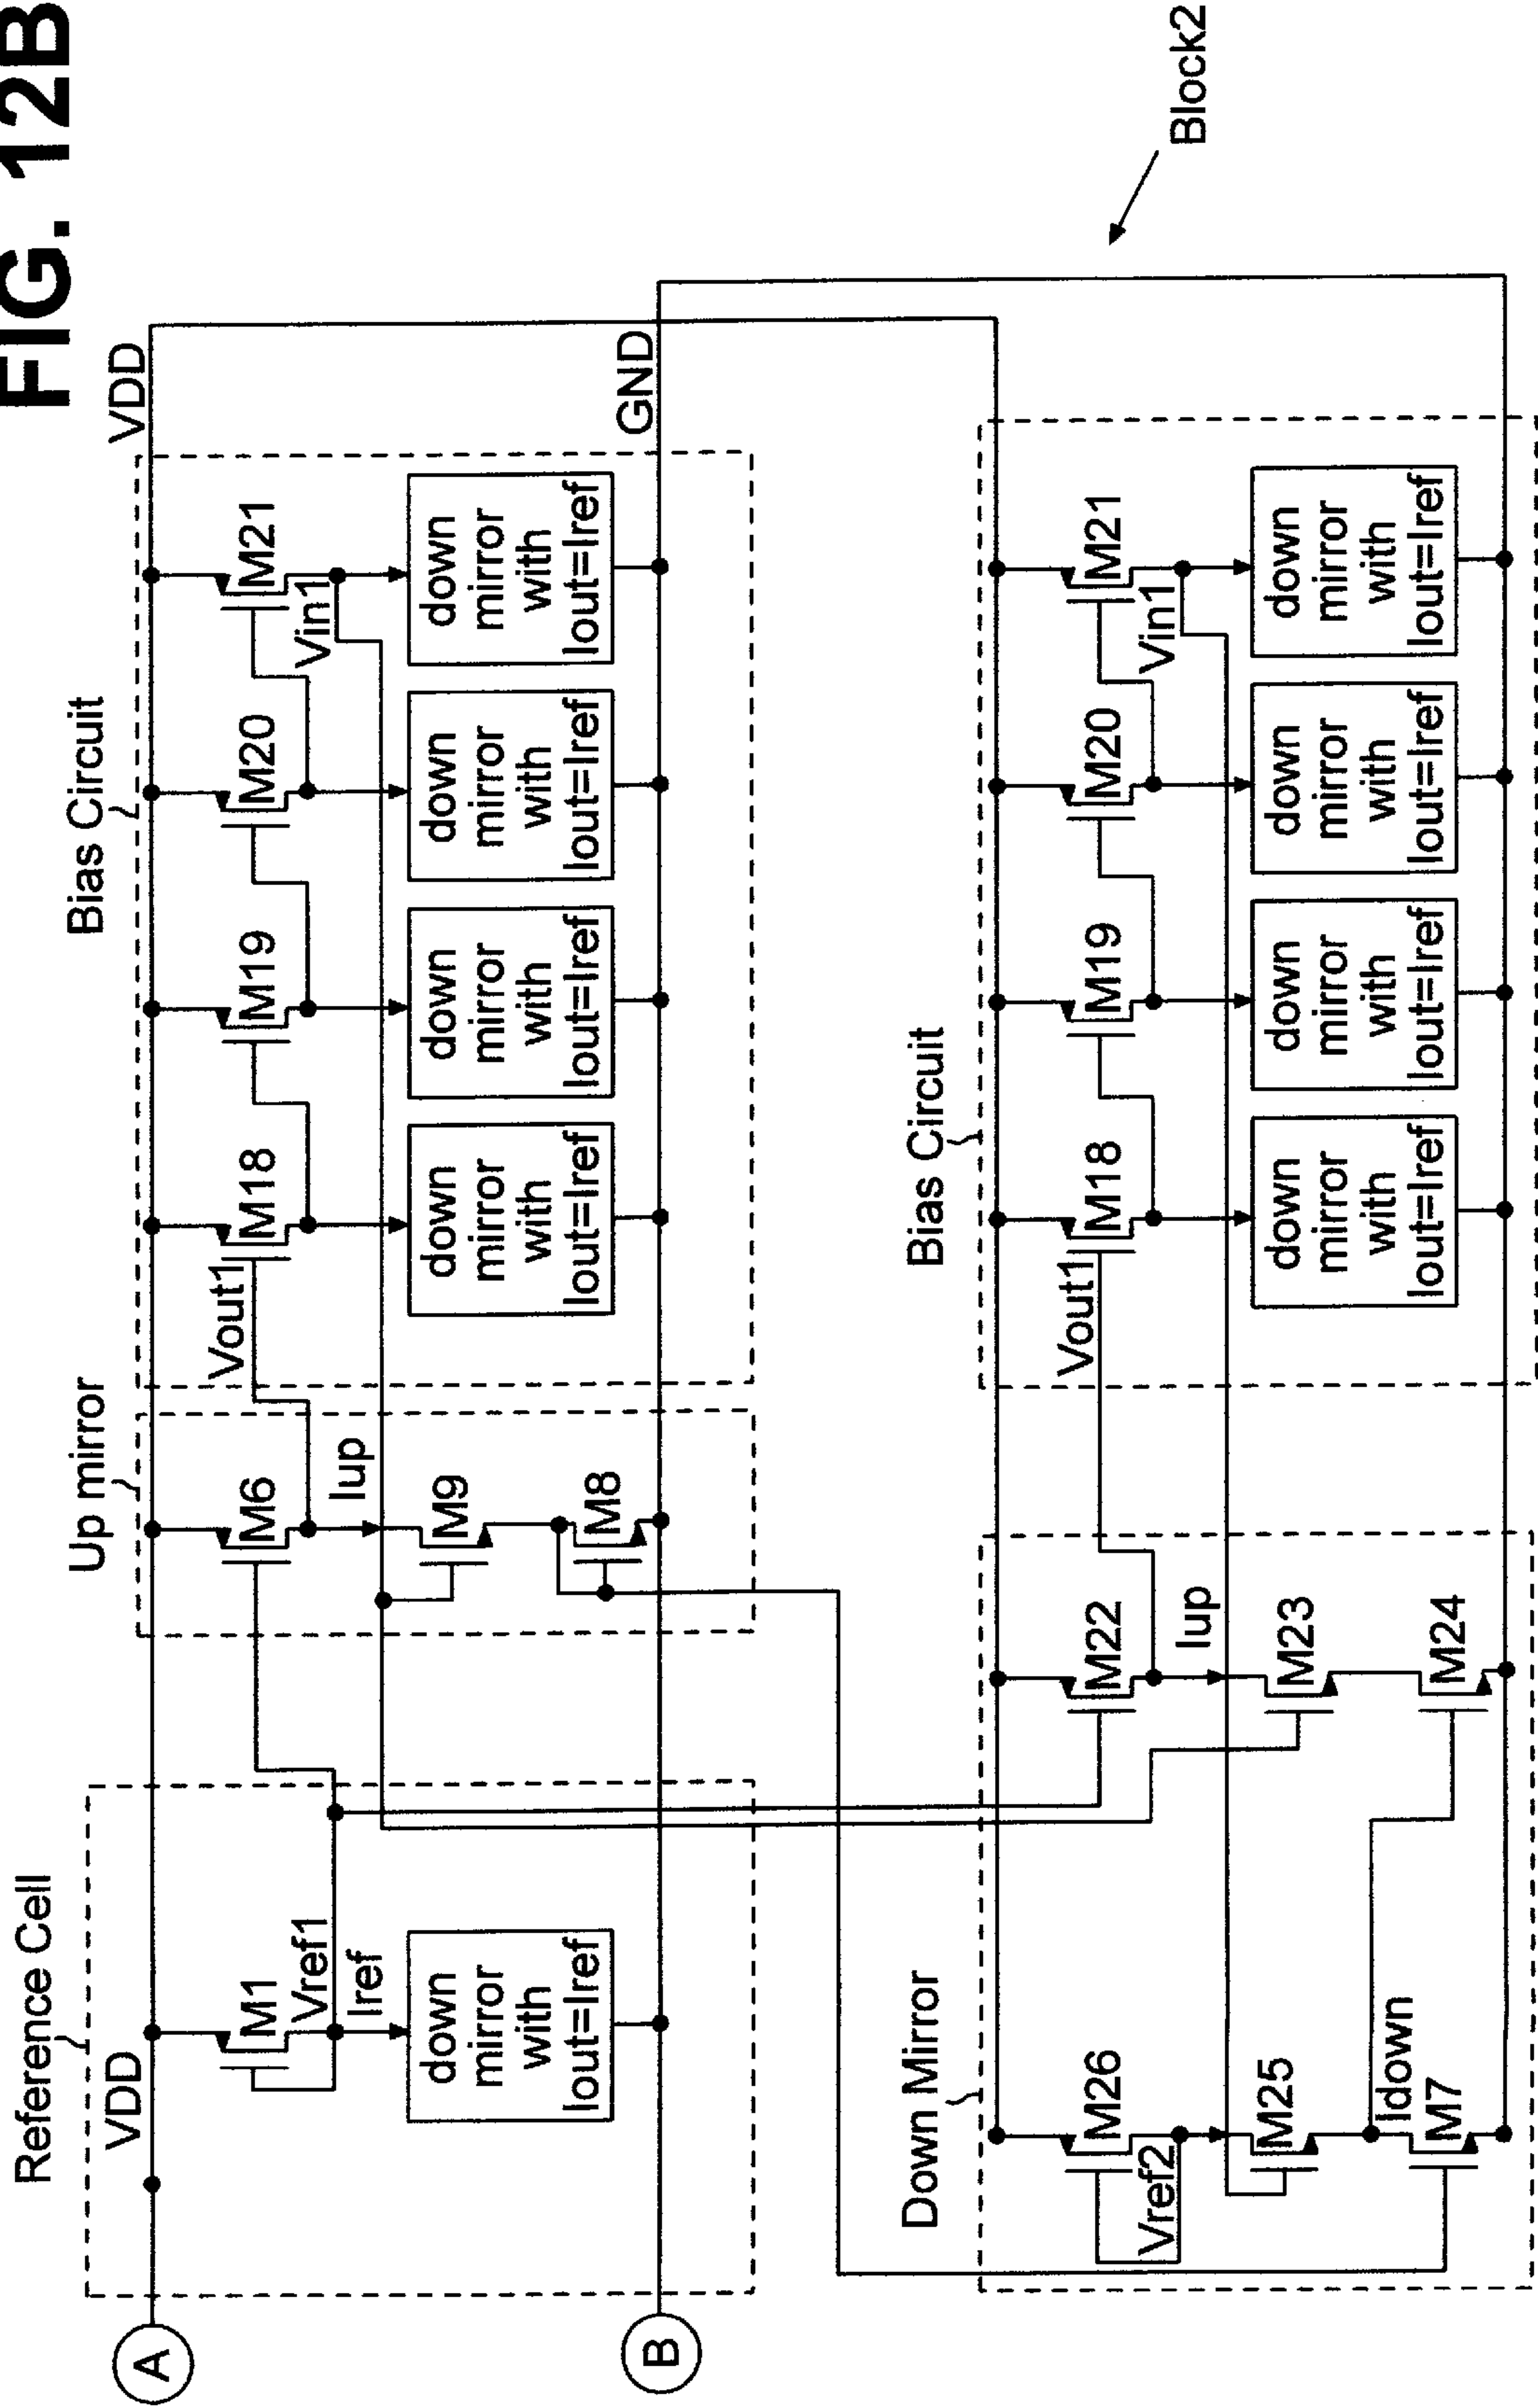 FIG. 12B
Reference Cell
Up mirror
Bias Circuit
VDD
VDD
A
M1
M6
M18
M19
M20
M21
Vref1
Iref
Vout1
Vin1
Iup
M9
M8
down
mirror
with
Iout=Iref
down
mirror
with
Iout=Iref
down
mirror
with
Iout=Iref
down
mirror
with
Iout=Iref
down
mirror
with
Iout=Iref
B
GND
Block2
Down Mirror
Bias Circuit
M26
M22
M18
M19
M20
M21
Vref2
Vout1
Vin1
Iup
M25
M23
Idown
M7
M24
down
mirror
with
Iout=Iref
down
mirror
with
Iout=Iref
down
mirror
with
Iout=Iref
down
mirror
with
Iout=Iref